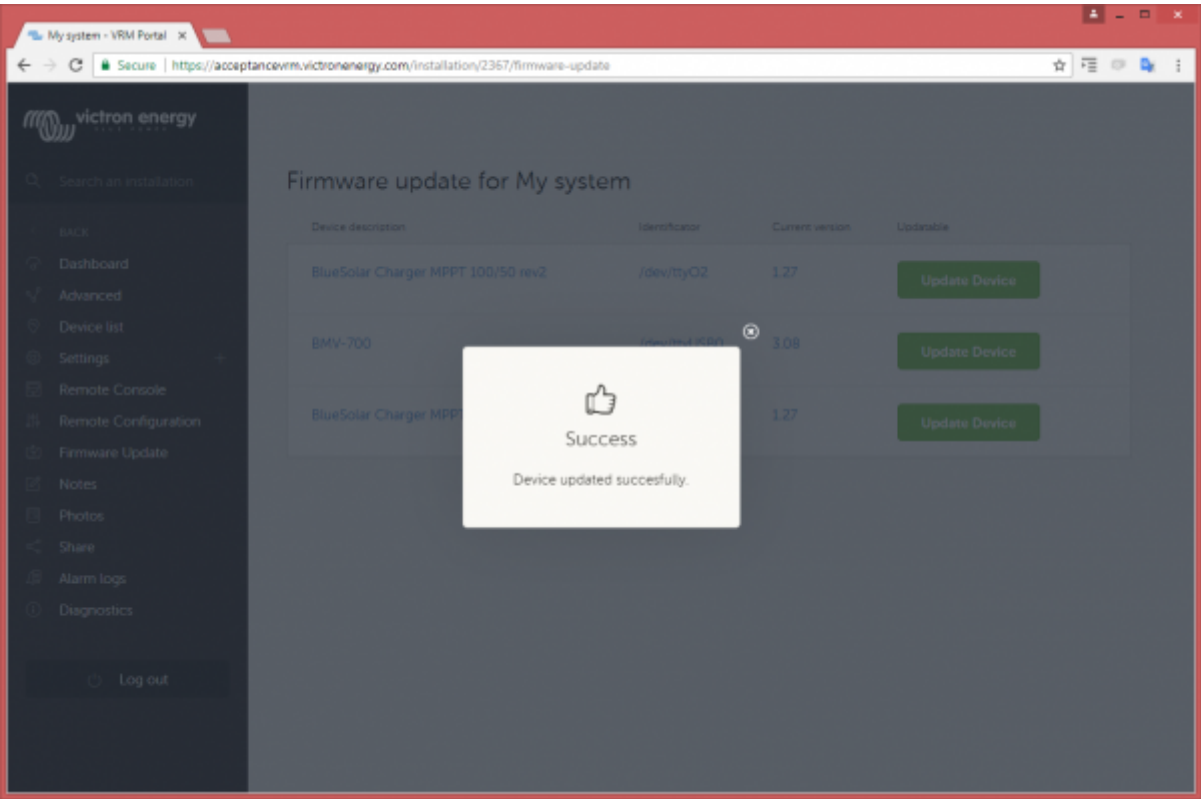 My system - VRM Portal
Secure | https://acceptancevrm.victronenergy.com/installation/2367/firmware-update
victron energy
BLUE POWER
Search an installation
Firmware update for My system
BACK
Device description Identificator Current version Updatable
Dashboard
BlueSolar Charger MPPT 100/50 rev2 /dev/ttyO2 1.27 Update Device
Advanced
Device list
BMV-700 /dev/ttyUSB0 3.08 Update Device
Settings
Remote Console
Remote Configuration
BlueSolar Charger MPPT 1.27 Update Device
Success
Firmware Update
Device updated succesfully.
Notes
Photos
Share
Alarm logs
Diagnostics
Log out